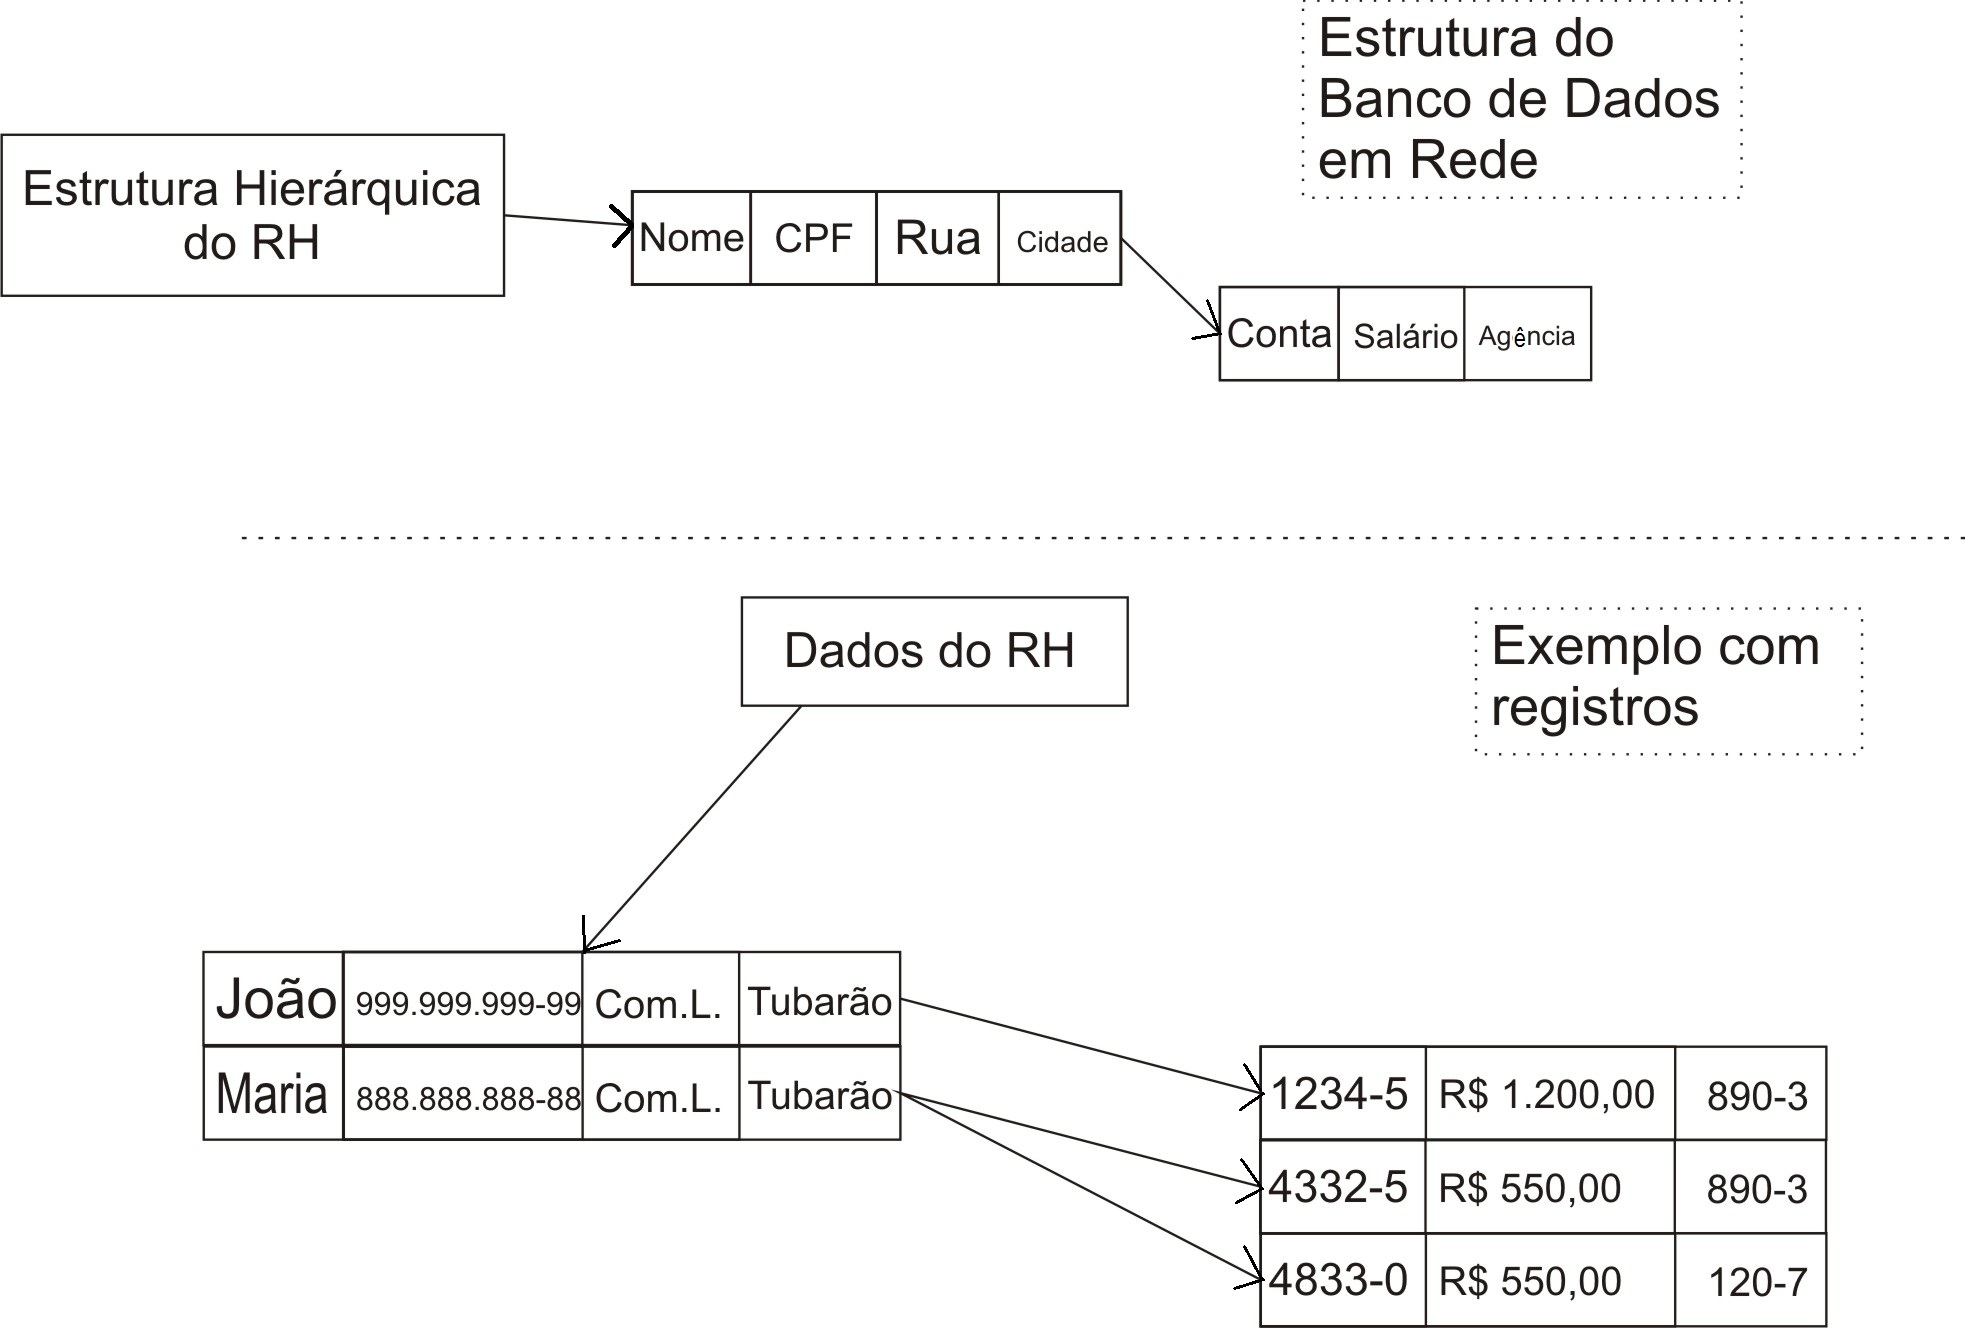 Estrutura do
Banco de Dados
em Rede
Estrutura Hierárquica
do RH
Nome CPF Rua Cidade
Conta Salário Agência
Dados do RH
Exemplo com
registros
João 999.999.999-99 Com.L. Tubarão
Maria 888.888.888-88 Com.L. Tubarão
1234-5 R$ 1.200,00 890-3
4332-5 R$ 550,00 890-3
4833-0 R$ 550,00 120-7